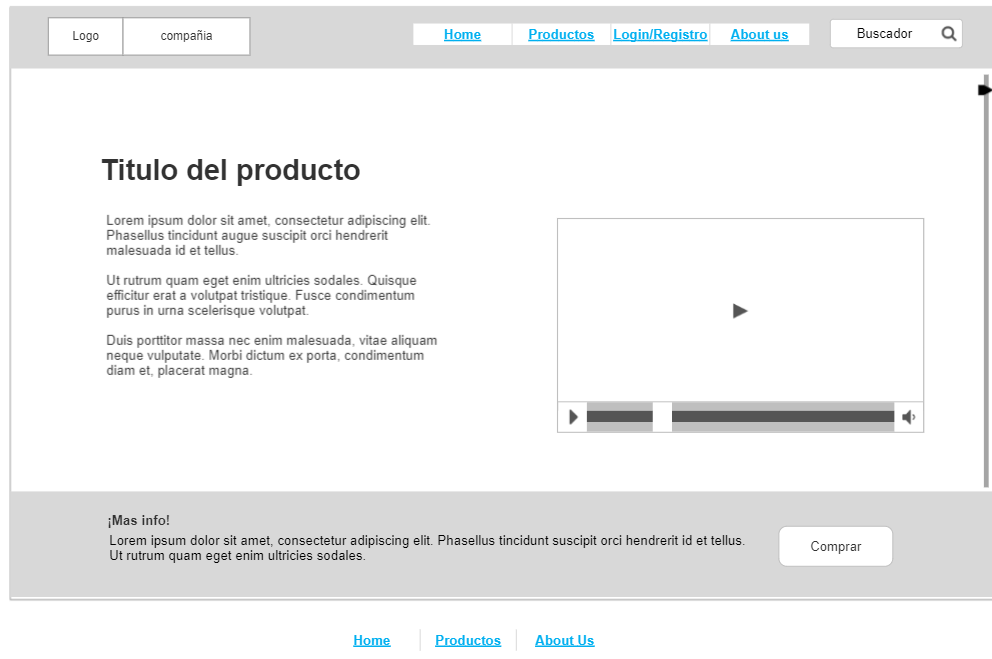 Logo compañia Home Productos Login/Registro About us Buscador
Titulo del producto
Lorem ipsum dolor sit amet, consectetur adipiscing elit.
Phasellus tincidunt augue suscipit orci hendrerit
malesuada id et tellus.
Ut rutrum quam eget enim ultricies sodales. Quisque
efficitur erat a volutpat tristique. Fusce condimentum
purus in urna scelerisque volutpat.
Duis porttitor massa nec enim malesuada, vitae aliquam
neque vulputate. Morbi dictum ex porta, condimentum
diam et, placerat magna.
¡Mas info!
Lorem ipsum dolor sit amet, consectetur adipiscing elit. Phasellus tincidunt suscipit orci hendrerit id et tellus.
Ut rutrum quam eget enim ultricies sodales.
Comprar
Home Productos About Us